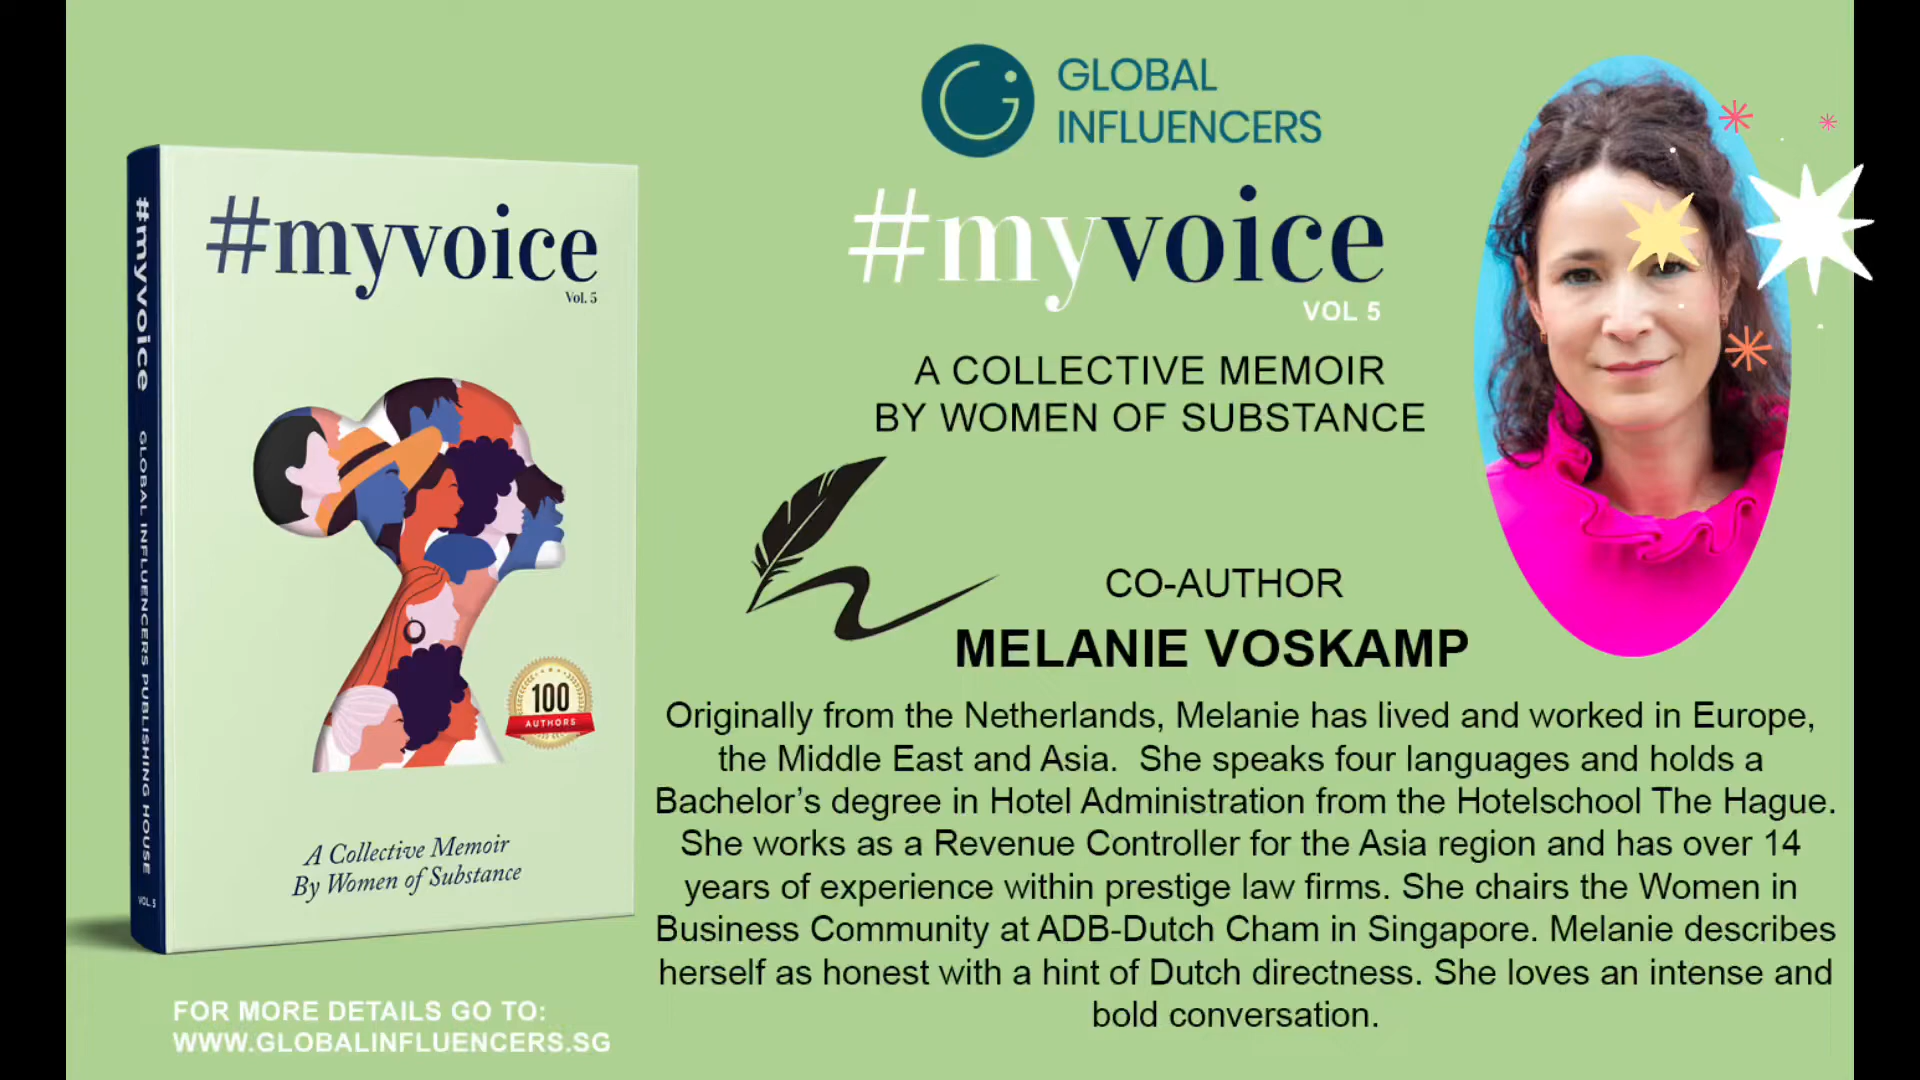 #myvoice
GLOBAL INFLUENCERS PUBLISHING HOUSE
VOL. 5
#myvoice
Vol. 5
100
AUTHORS
A Collective Memoir
By Women of Substance
FOR MORE DETAILS GO TO:
WWW.GLOBALINFLUENCERS.SG
GLOBAL
INFLUENCERS
#myvoice
VOL 5
A COLLECTIVE MEMOIR
BY WOMEN OF SUBSTANCE
CO-AUTHOR
MELANIE VOSKAMP
Originally from the Netherlands, Melanie has lived and worked in Europe,
the Middle East and Asia. She speaks four languages and holds a
Bachelor’s degree in Hotel Administration from the Hotelschool The Hague.
She works as a Revenue Controller for the Asia region and has over 14
years of experience within prestige law firms. She chairs the Women in
Business Community at ADB-Dutch Cham in Singapore. Melanie describes
herself as honest with a hint of Dutch directness. She loves an intense and
bold conversation.